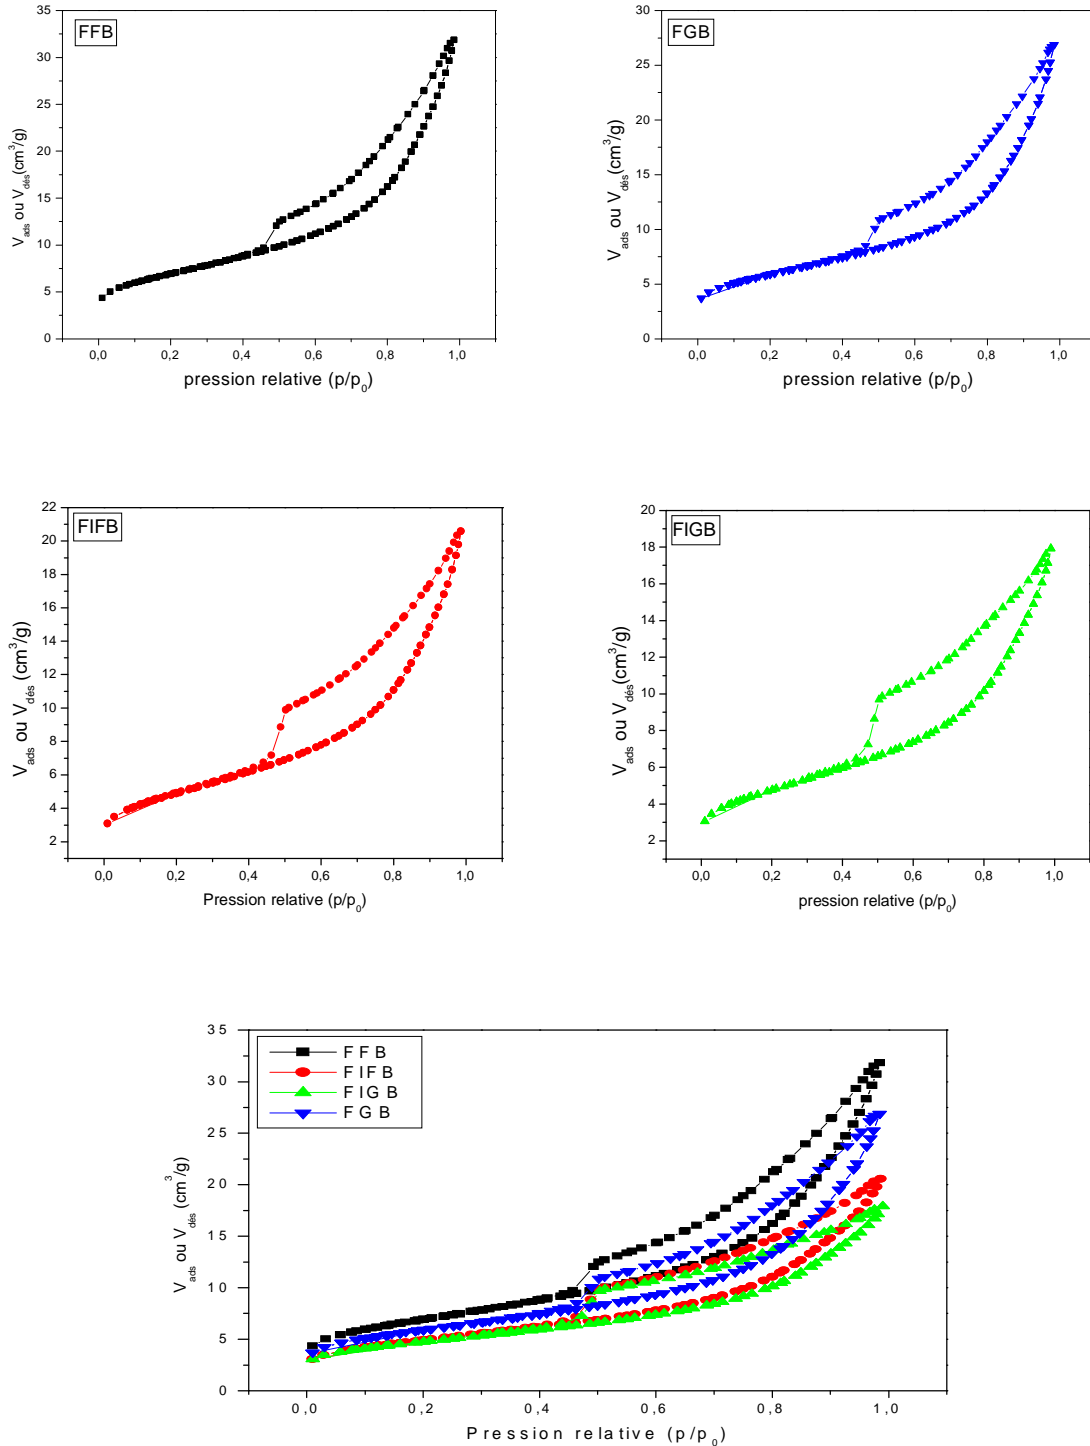 FFB
35
30
25
20
15
10
5
0
V_ads ou V_dés(cm³/g)
0,0 0,2 0,4 0,6 0,8 1,0
pression relative (p/p₀)
FGB
30
25
20
15
10
5
0
V_ads ou V_dés(cm³/g)
0,0 0,2 0,4 0,6 0,8 1,0
pression relative (p/p₀)
FIFB
22
20
18
16
14
12
10
8
6
4
2
V_ads ou V_dés (cm³/g)
0,0 0,2 0,4 0,6 0,8 1,0
Pression relative (p/p₀)
FIGB
20
18
16
14
12
10
8
6
4
2
V_ads ou V_dés(cm³/g)
0,0 0,2 0,4 0,6 0,8 1,0
pression relative (p/p₀)
FFB
FIFB
FIGB
FGB
35
30
25
20
15
10
5
0
V_ads ou V_dés (cm³/g)
0,0 0,2 0,4 0,6 0,8 1,0
Pression relative (p/p₀)